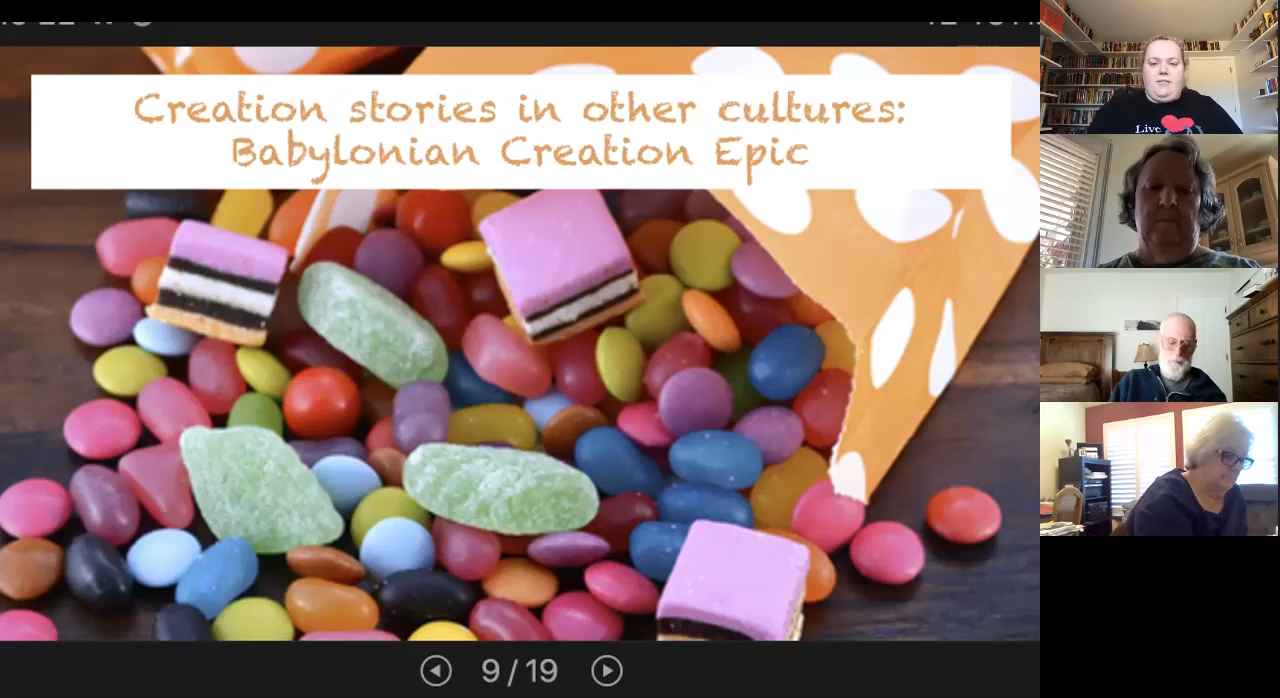 Creation stories in other cultures:
Babylonian Creation Epic
Live
9 / 19